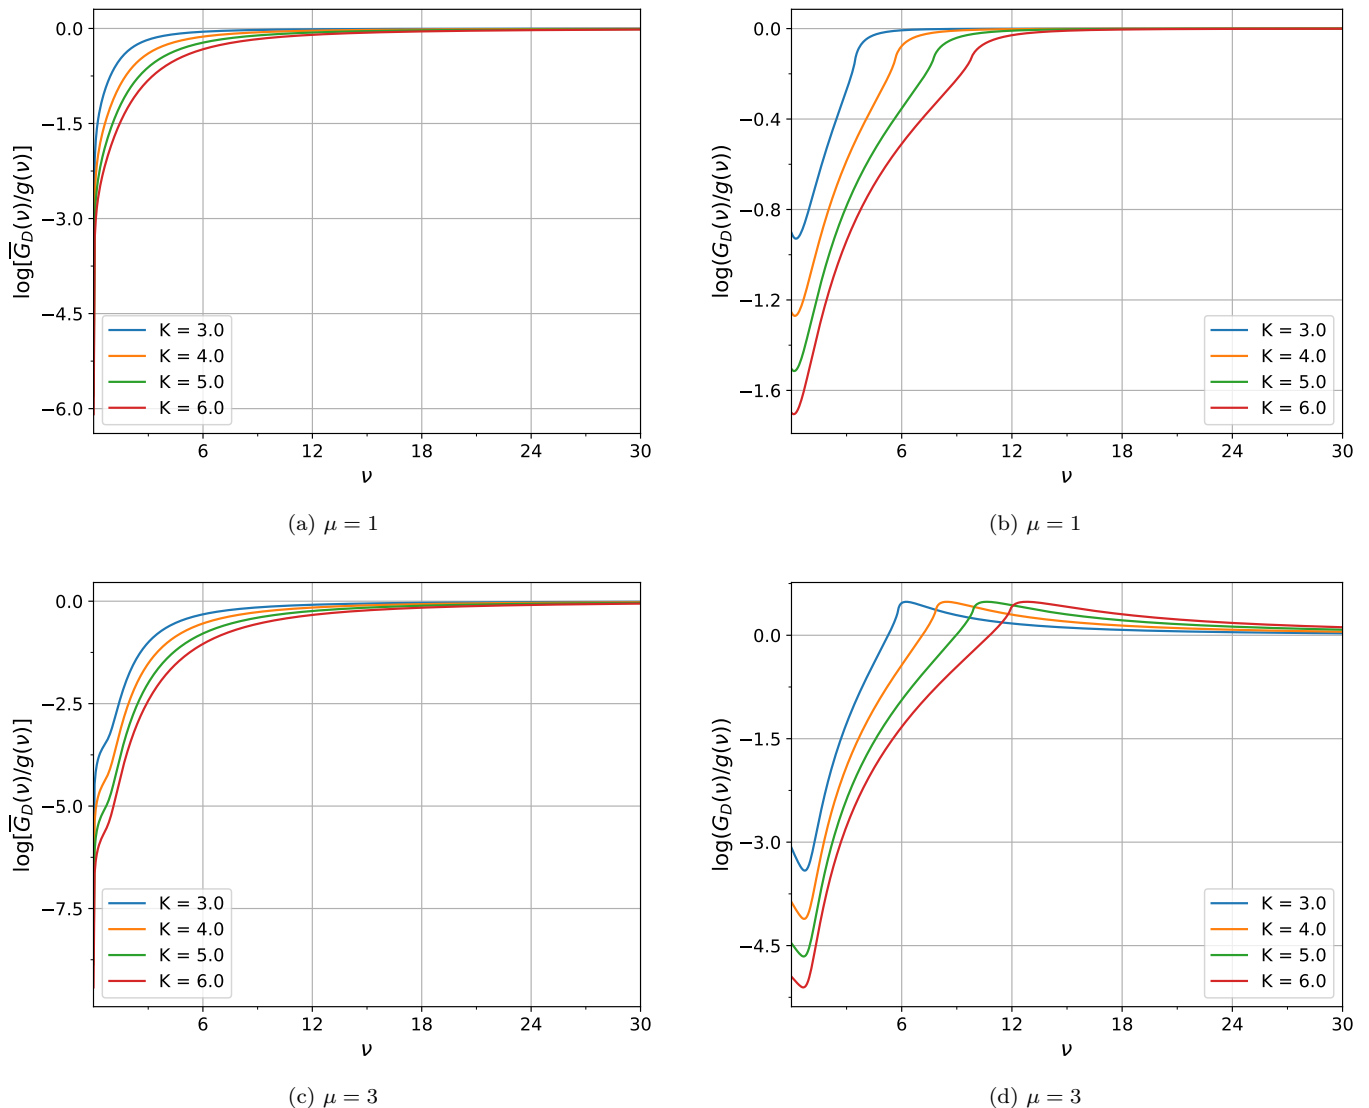 0.0
−1.5
−3.0
−4.5
−6.0
log[G̅_D(ν)/g(ν)]
K = 3.0
K = 4.0
K = 5.0
K = 6.0
6 12 18 24 30
ν
(a) μ = 1
0.0
−0.4
−0.8
−1.2
−1.6
log(G_D(ν)/g(ν))
K = 3.0
K = 4.0
K = 5.0
K = 6.0
6 12 18 24 30
ν
(b) μ = 1
0.0
−2.5
−5.0
−7.5
log[G̅_D(ν)/g(ν)]
K = 3.0
K = 4.0
K = 5.0
K = 6.0
6 12 18 24 30
ν
(c) μ = 3
0.0
−1.5
−3.0
−4.5
log(G_D(ν)/g(ν))
K = 3.0
K = 4.0
K = 5.0
K = 6.0
6 12 18 24 30
ν
(d) μ = 3